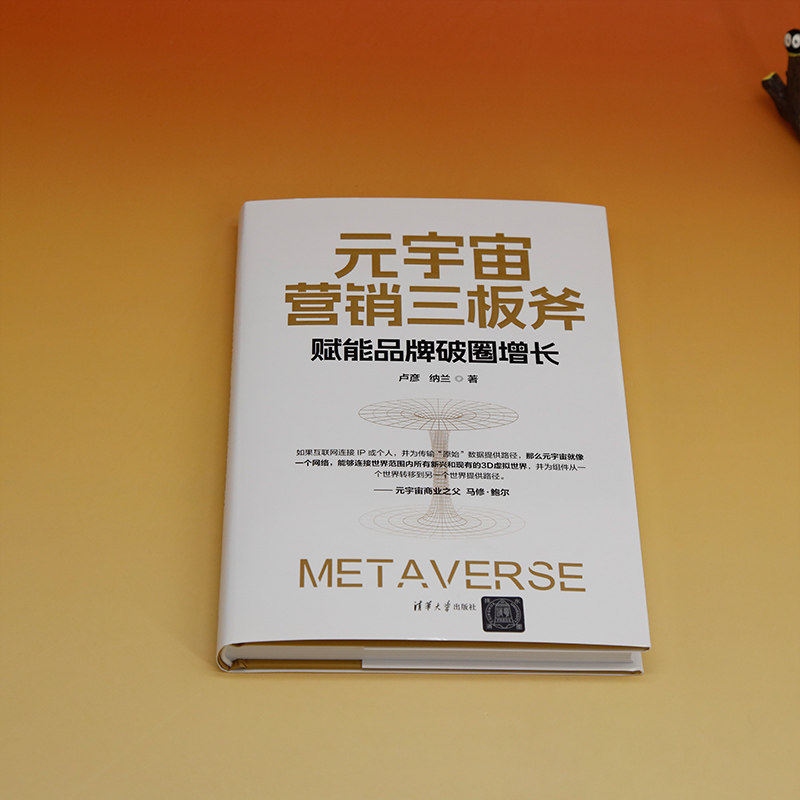 元宇宙
营销三板斧
赋能品牌破圈增长
卢彦 纳兰◎著
如果互联网连接 IP 或个人，并为传输“原始”数据提供路径，那么元宇宙就像
一个网络，能够连接世界范围内所有新兴和现有的3D虚拟世界，并为组件从一
个世界转移到另一个世界提供路径。
—— 元宇宙商业之父 马修·鲍尔
METAVERSE
清华大学出版社